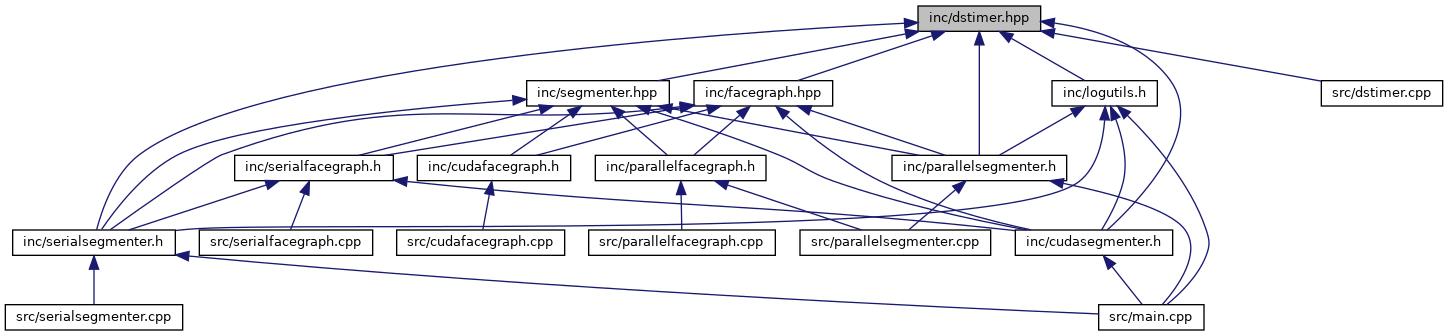 inc/dstimer.hpp
inc/segmenter.hpp
inc/facegraph.hpp
inc/logutils.h
src/dstimer.cpp
inc/serialfacegraph.h
inc/cudafacegraph.h
inc/parallelfacegraph.h
inc/parallelsegmenter.h
inc/serialsegmenter.h
src/serialfacegraph.cpp
src/cudafacegraph.cpp
src/parallelfacegraph.cpp
src/parallelsegmenter.cpp
inc/cudasegmenter.h
src/serialsegmenter.cpp
src/main.cpp